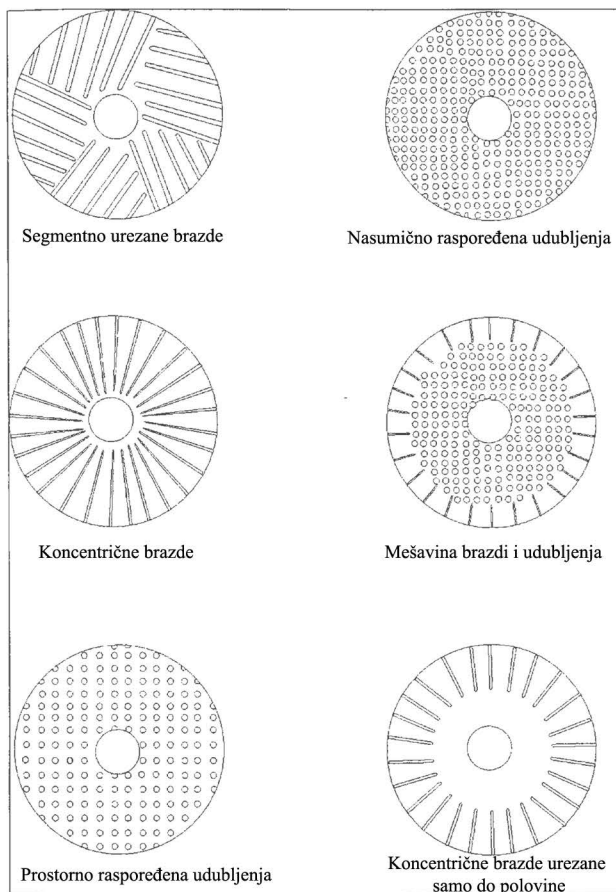 Segmentno urezane brazde
Nasumično raspoređena udubljenja
Koncentrične brazde
Mešavina brazdi i udubljenja
Prostorno raspoređena udubljenja
Koncentrične brazde urezane
samo do polovine